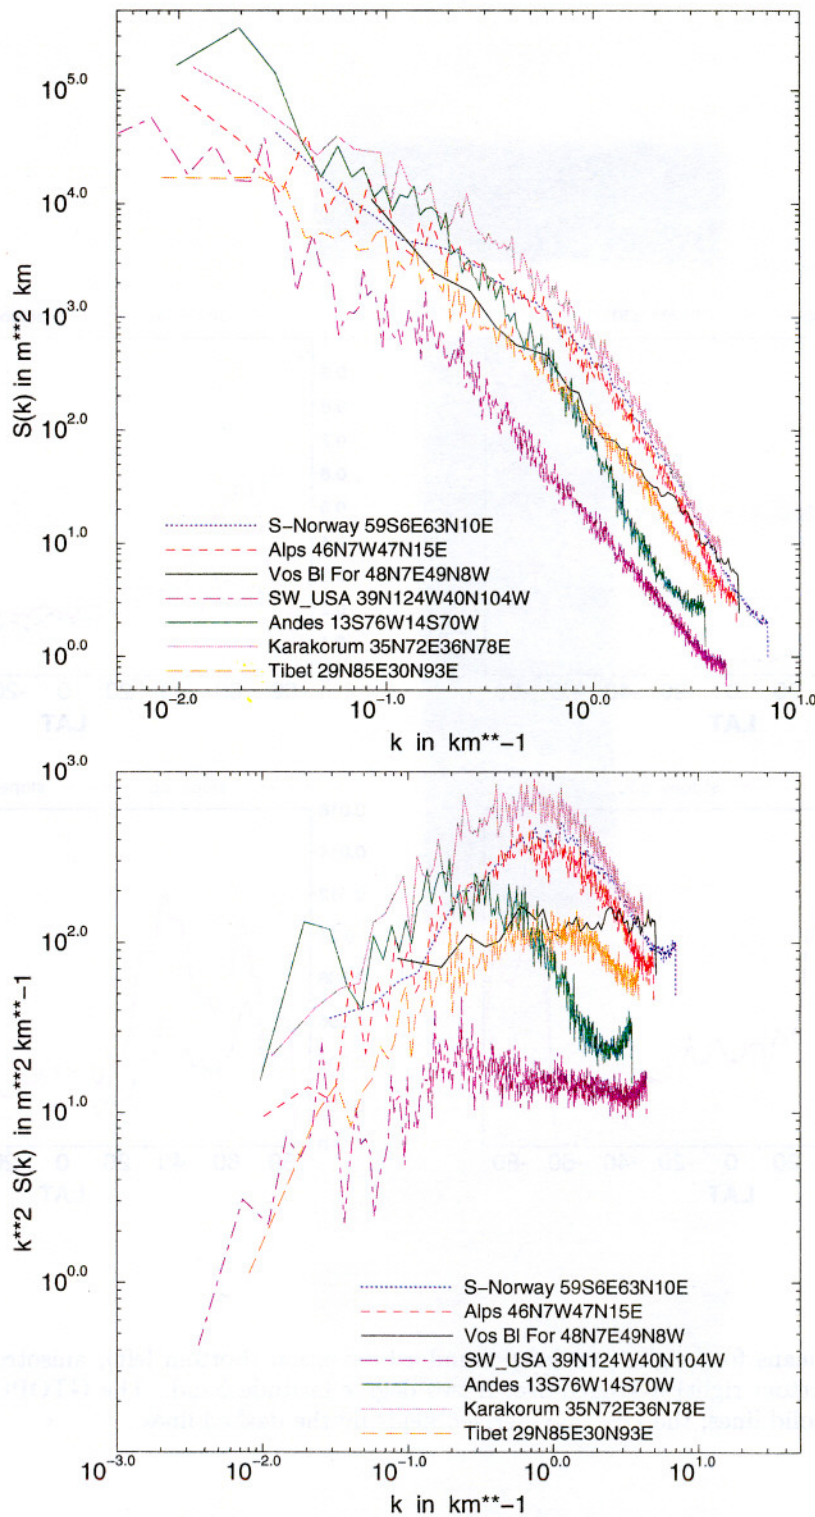 10^5.0
10^4.0
10^3.0
10^2.0
10^1.0
10^0.0
S(k) in m**2 km
S-Norway 59S6E63N10E
Alps 46N7W47N15E
Vos Bl For 48N7E49N8W
SW_USA 39N124W40N104W
Andes 13S76W14S70W
Karakorum 35N72E36N78E
Tibet 29N85E30N93E
10^-2.0 10^-1.0 10^0.0 10^1.0
k in km**-1
10^3.0
10^2.0
10^1.0
10^0.0
k**2 S(k) in m**2 km**-1
S-Norway 59S6E63N10E
Alps 46N7W47N15E
Vos Bl For 48N7E49N8W
SW_USA 39N124W40N104W
Andes 13S76W14S70W
Karakorum 35N72E36N78E
Tibet 29N85E30N93E
10^-3.0 10^-2.0 10^-1.0 10^0.0
k in km**-1